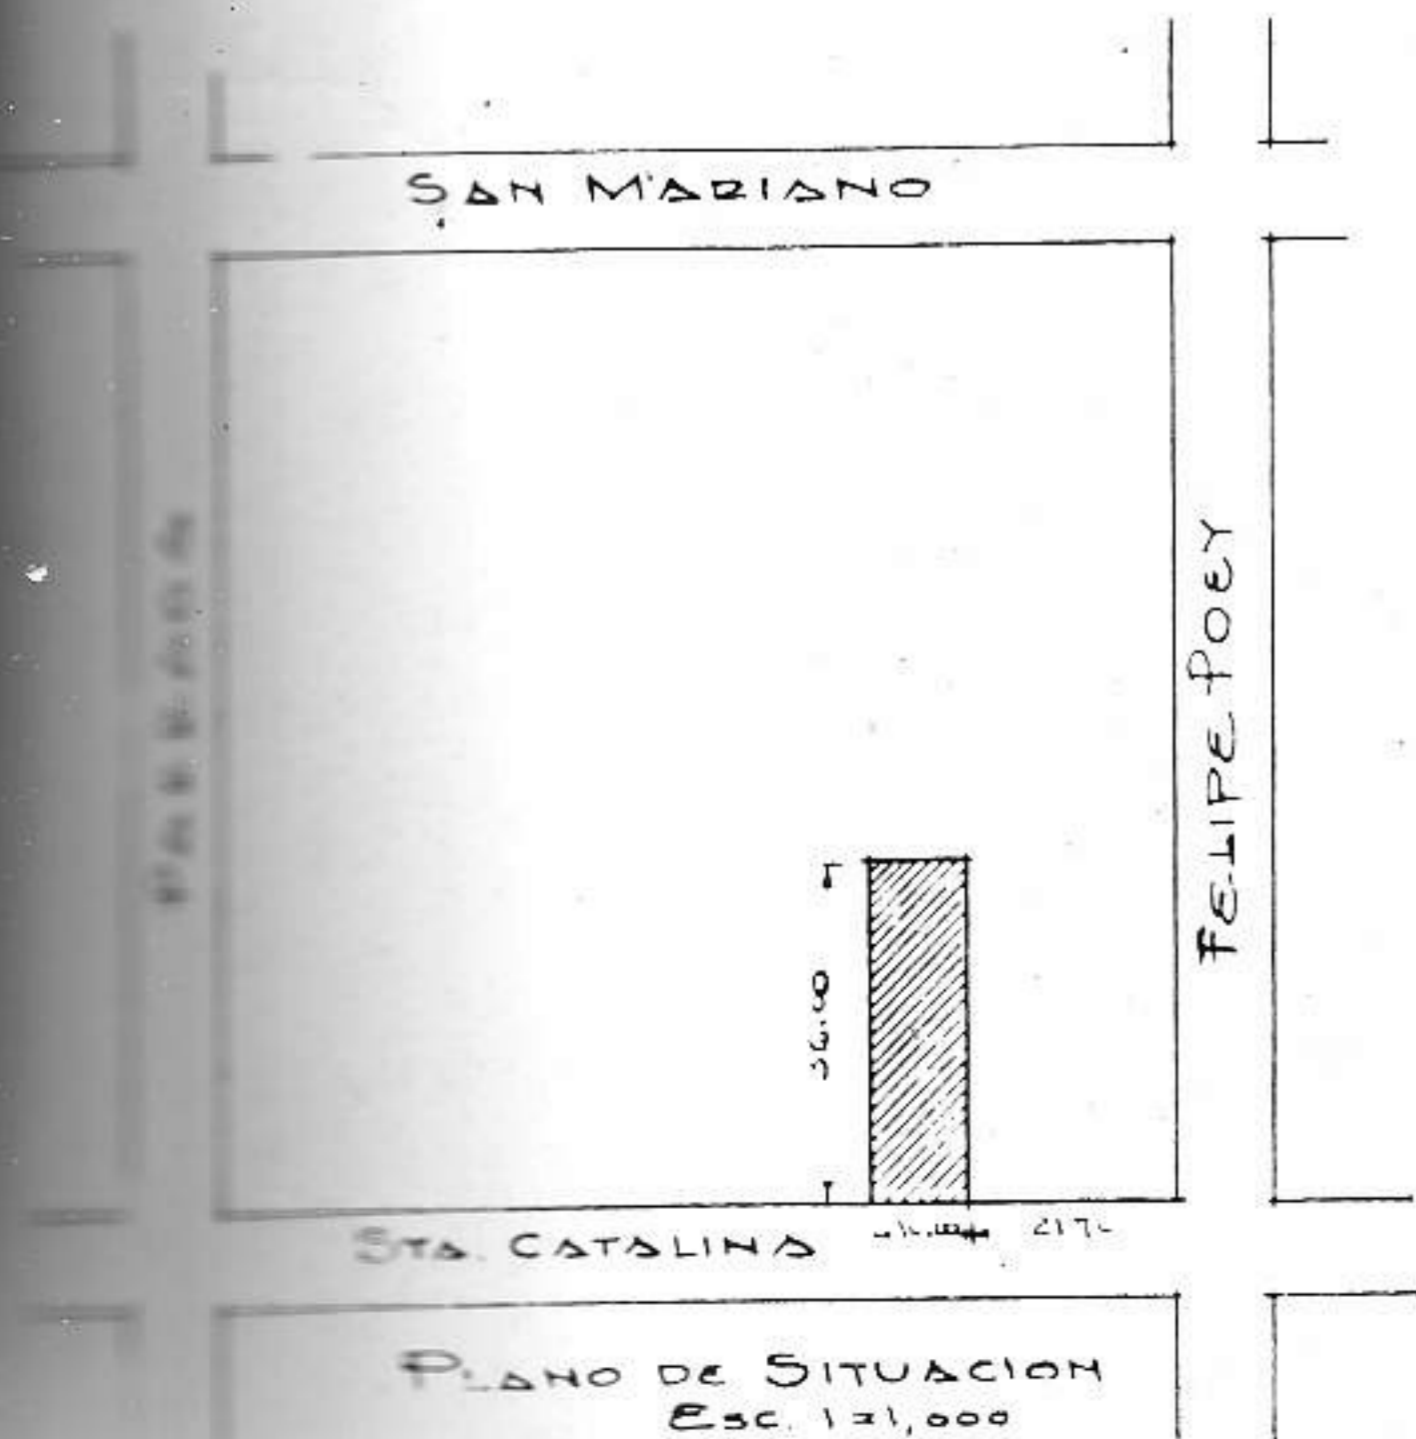 SAN MARIANO
FELIPE POEY
36.00
STA. CATALINA
PLANO DE SITUACION
ESC. 1=1,000